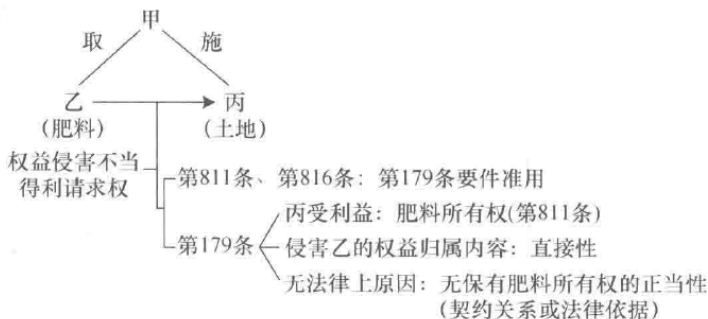 甲
取 施
乙 丙
(肥料) (土地)
权益侵害不当
得利请求权
第811条、第816条：第179条要件准用
丙受利益：肥料所有权(第811条)
第179条 侵害乙的权益归属内容：直接性
无法律上原因：无保有肥料所有权的正当性
(契约关系或法律依据)